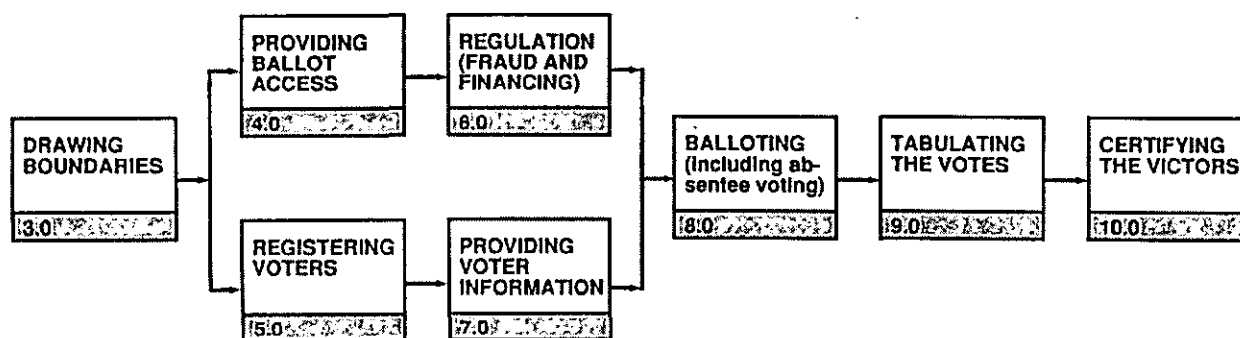 PROVIDING
BALLOT
ACCESS
4.0
REGULATION
(FRAUD AND
FINANCING)
6.0
DRAWING
BOUNDARIES
3.0
BALLOTING
(including ab-
sentee voting)
8.0
TABULATING
THE VOTES
9.0
CERTIFYING
THE VICTORS
10.0
REGISTERING
VOTERS
5.0
PROVIDING
VOTER
INFORMATION
7.0